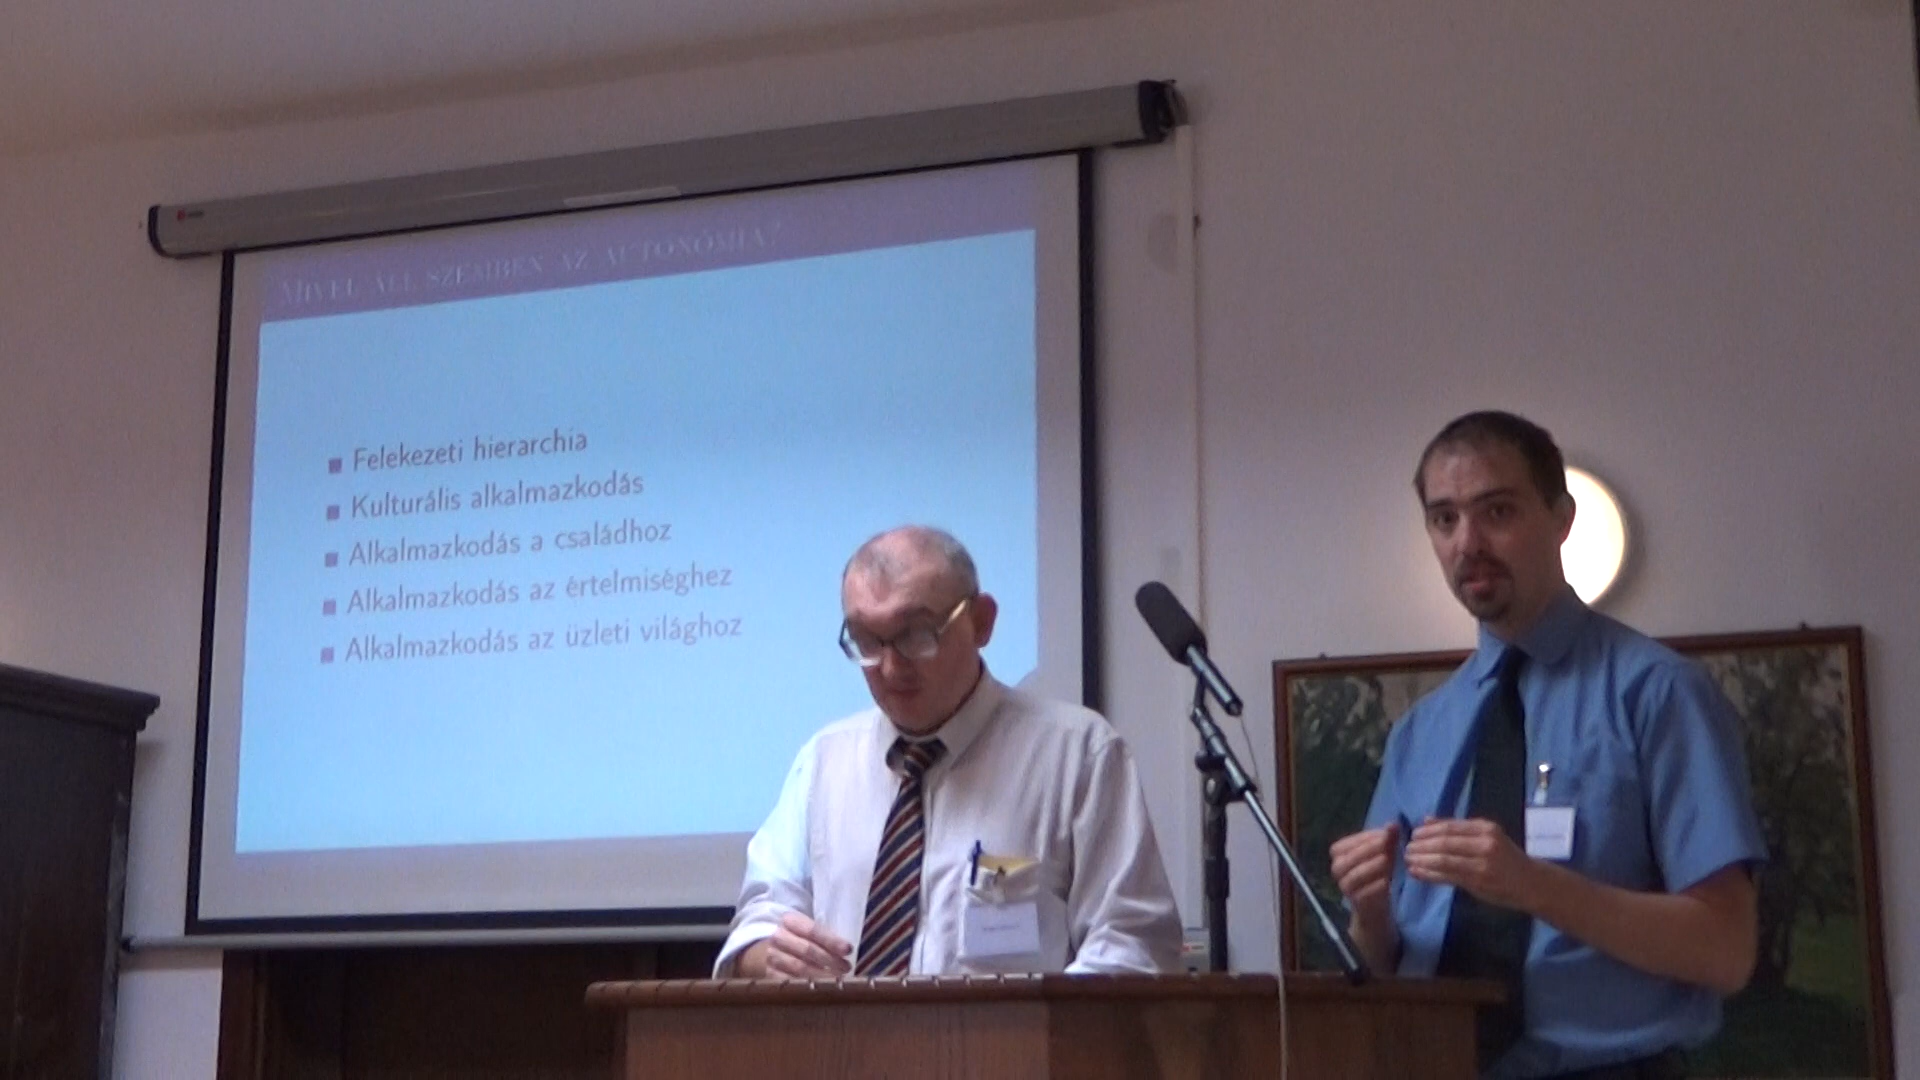 MIVEL ÁLL SZEMBEN AZ AUTONÓMIA?
Felekezeti hierarchia
Kulturális alkalmazkodás
Alkalmazkodás a családhoz
Alkalmazkodás az értelmiséghez
Alkalmazkodás az üzleti világhoz